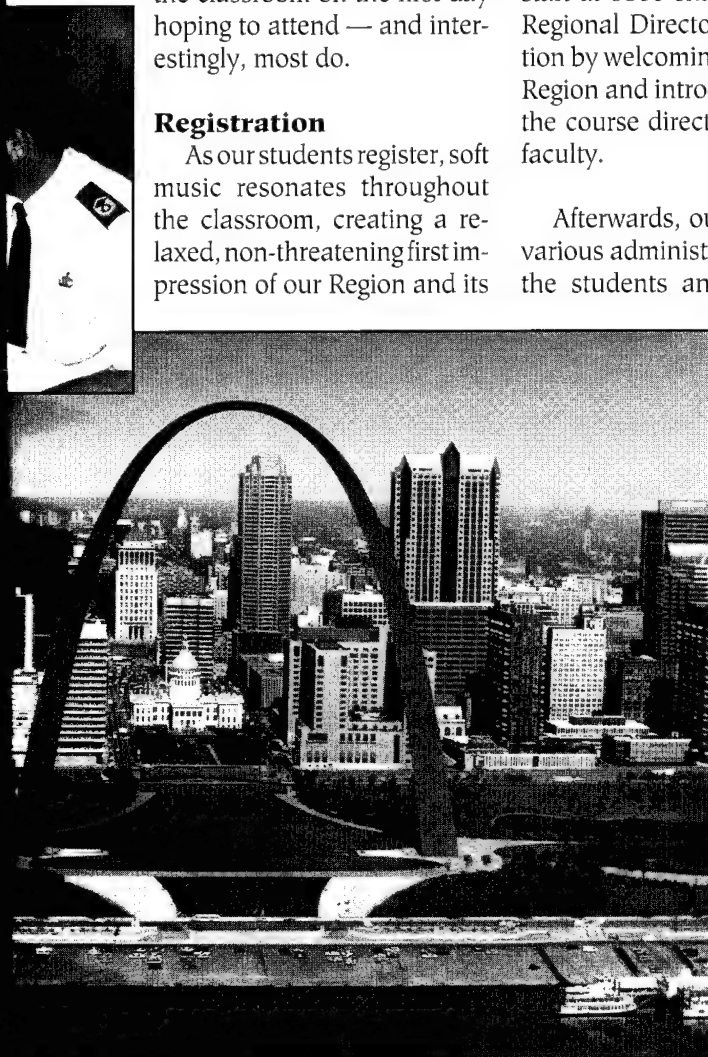 hoping to attend — and inter-
estingly, most do.
Registration
As our students register, soft
music resonates throughout
the classroom, creating a re-
laxed, non-threatening first im-
pression of our Region and its
Regional Directo
tion by welcomin
Region and intro
the course direct
faculty.
Afterwards, ou
various administ
the students an